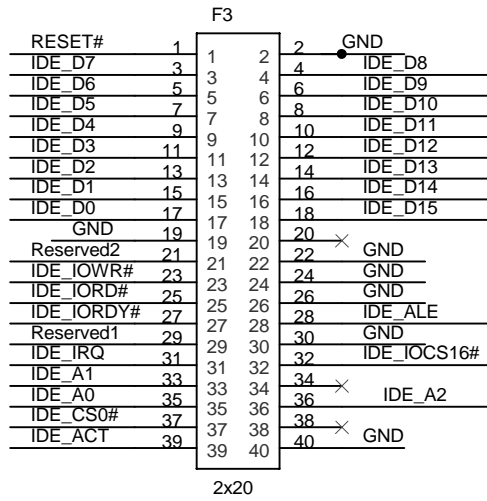 F3
RESET# 1 1 2 2 GND
IDE_D7 3 3 4 4 IDE_D8
IDE_D6 5 5 6 6 IDE_D9
IDE_D5 7 7 8 8 IDE_D10
IDE_D4 9 9 10 10 IDE_D11
IDE_D3 11 11 12 12 IDE_D12
IDE_D2 13 13 14 14 IDE_D13
IDE_D1 15 15 16 16 IDE_D14
IDE_D0 17 17 18 18 IDE_D15
GND 19 19 20 20
Reserved2 21 21 22 22 GND
IDE_IOWR# 23 23 24 24 GND
IDE_IORD# 25 25 26 26 GND
IDE_IORDY# 27 27 28 28 IDE_ALE
Reserved1 29 29 30 30 GND
IDE_IRQ 31 31 32 32 IDE_IOCS16#
IDE_A1 33 33 34 34
IDE_A0 35 35 36 36 IDE_A2
IDE_CS0# 37 37 38 38
IDE_ACT 39 39 40 40 GND
2x20